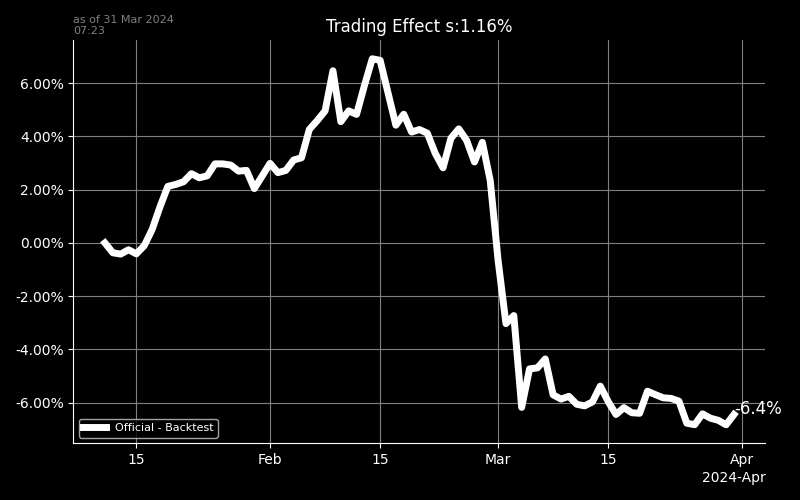 as of 31 Mar 2024
07:23
Trading Effect s:1.16%
6.00%
4.00%
2.00%
0.00%
-2.00%
-4.00%
-6.00%
-6.4%
Official - Backtest
15
Feb
15
Mar
15
Apr
2024-Apr